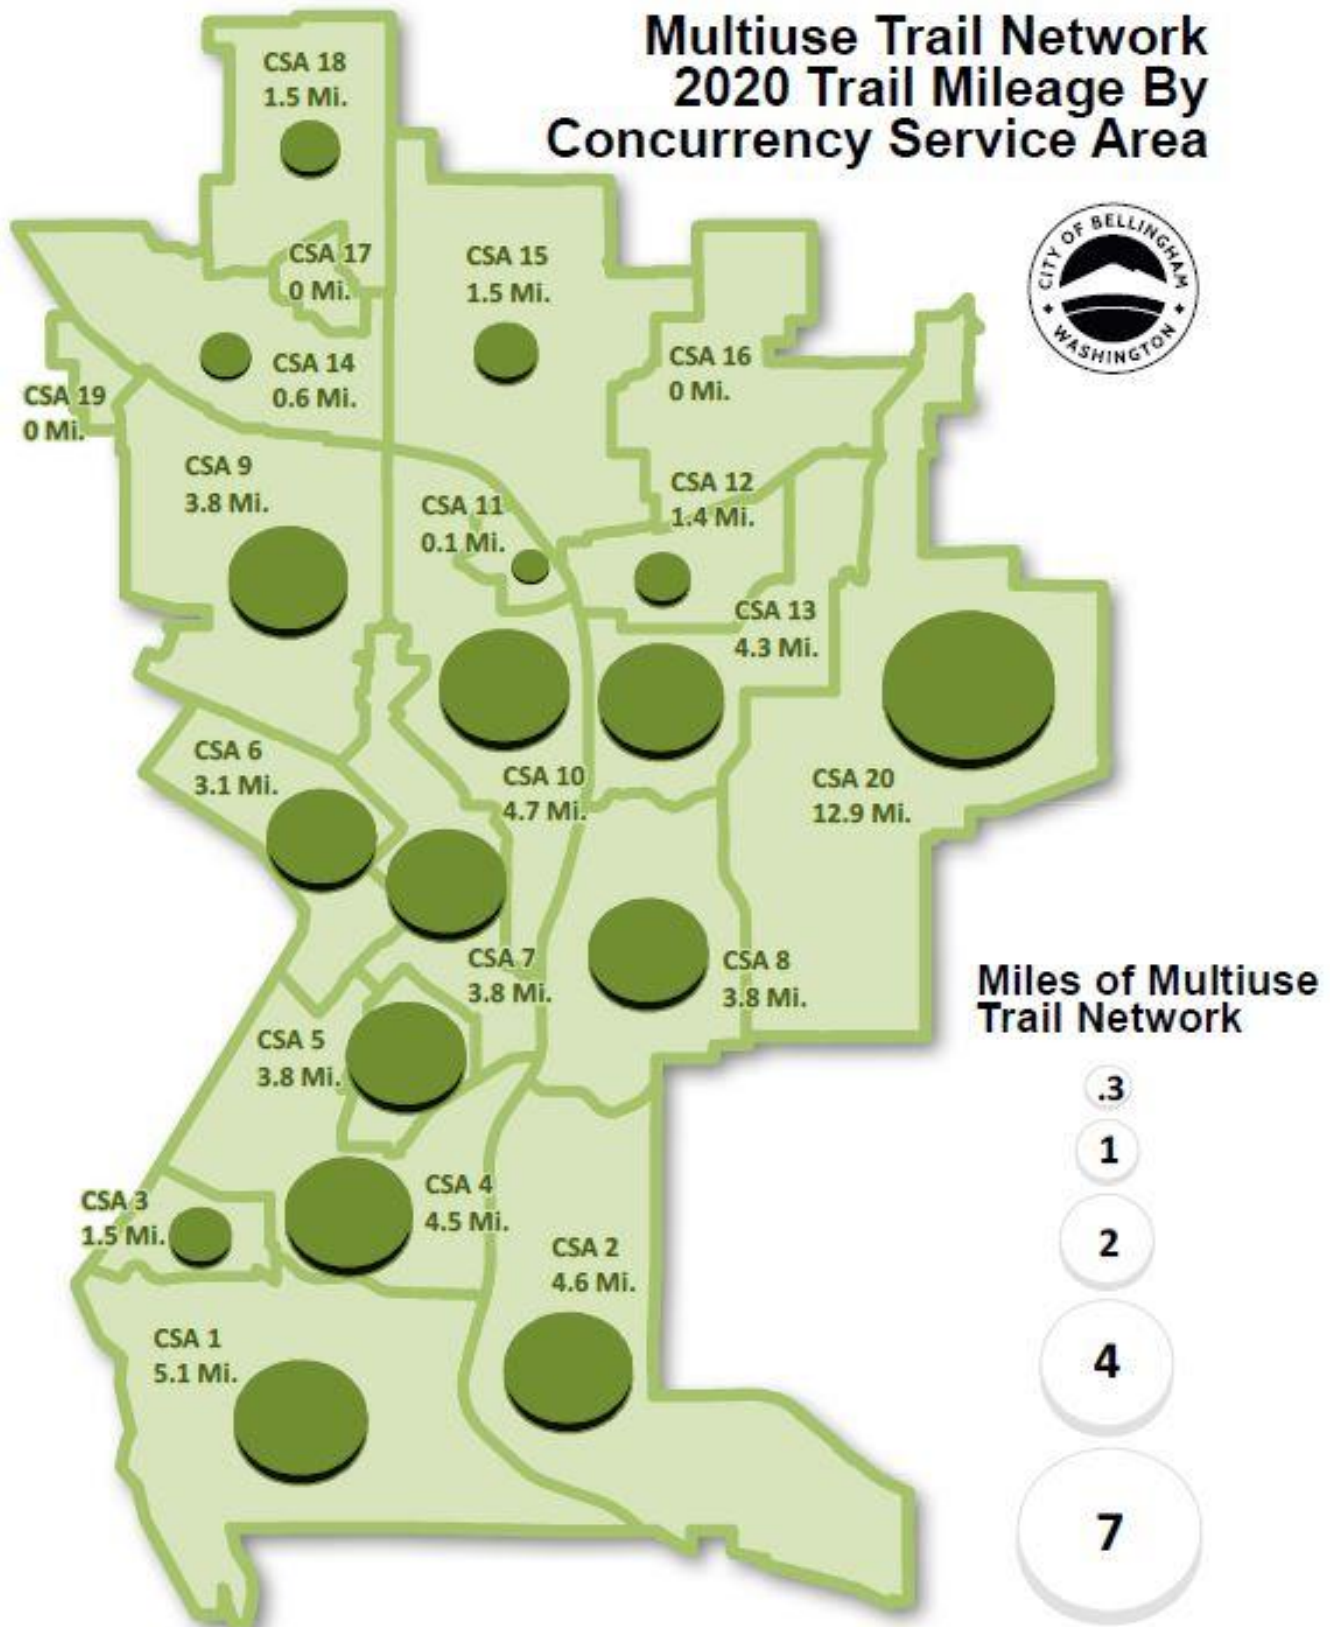 Multiuse Trail Network
2020 Trail Mileage By
Concurrency Service Area
CITY OF BELLINGHAM
WASHINGTON
CSA 18
1.5 Mi.
CSA 17
0 Mi.
CSA 15
1.5 Mi.
CSA 14
0.6 Mi.
CSA 16
0 Mi.
CSA 19
0 Mi.
CSA 9
3.8 Mi.
CSA 11
0.1 Mi.
CSA 12
1.4 Mi.
CSA 13
4.3 Mi.
CSA 6
3.1 Mi.
CSA 10
4.7 Mi.
CSA 20
12.9 Mi.
CSA 7
3.8 Mi.
CSA 8
3.8 Mi.
CSA 5
3.8 Mi.
CSA 3
1.5 Mi.
CSA 4
4.5 Mi.
CSA 2
4.6 Mi.
CSA 1
5.1 Mi.
Miles of Multiuse
Trail Network
.3
1
2
4
7